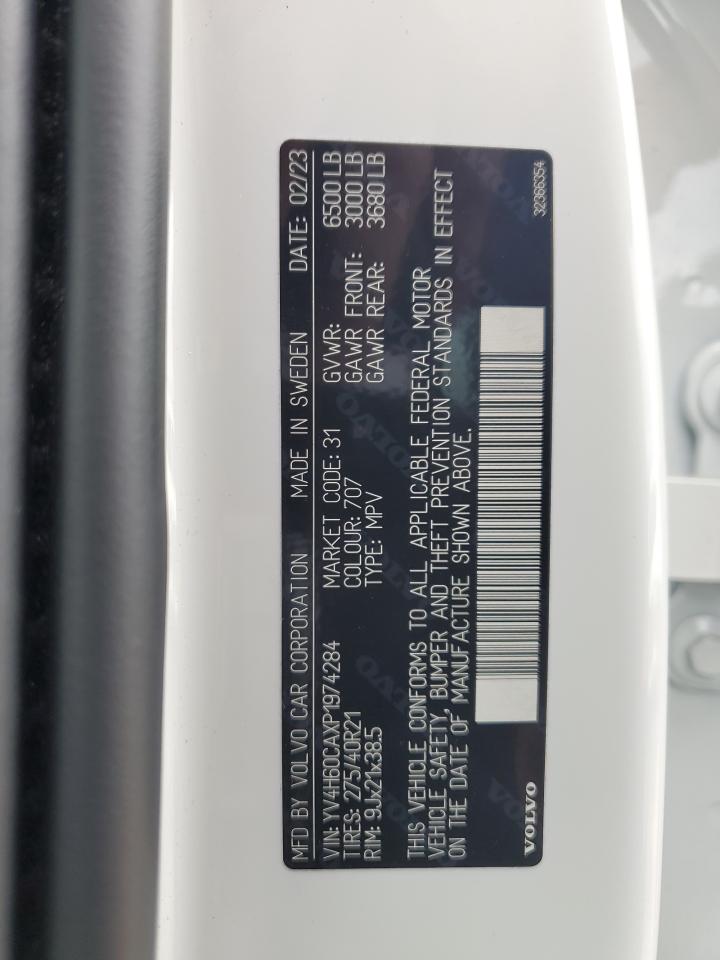 MFD BY VOLVO CAR CORPORATION MADE IN SWEDEN DATE: 02/23
VIN: YV4H60CAXP1974284 MARKET CODE: 31 GVWR: 6500 LB
TIRES: 275/40R21 COLOUR: 707 GAWR FRONT: 3000 LB
RIM: 9Jx21x38.5 TYPE: MPV GAWR REAR: 3680 LB
THIS VEHICLE CONFORMS TO ALL APPLICABLE FEDERAL MOTOR
VEHICLE SAFETY, BUMPER AND THEFT PREVENTION STANDARDS IN EFFECT
ON THE DATE OF MANUFACTURE SHOWN ABOVE.
VOLVO 32366354